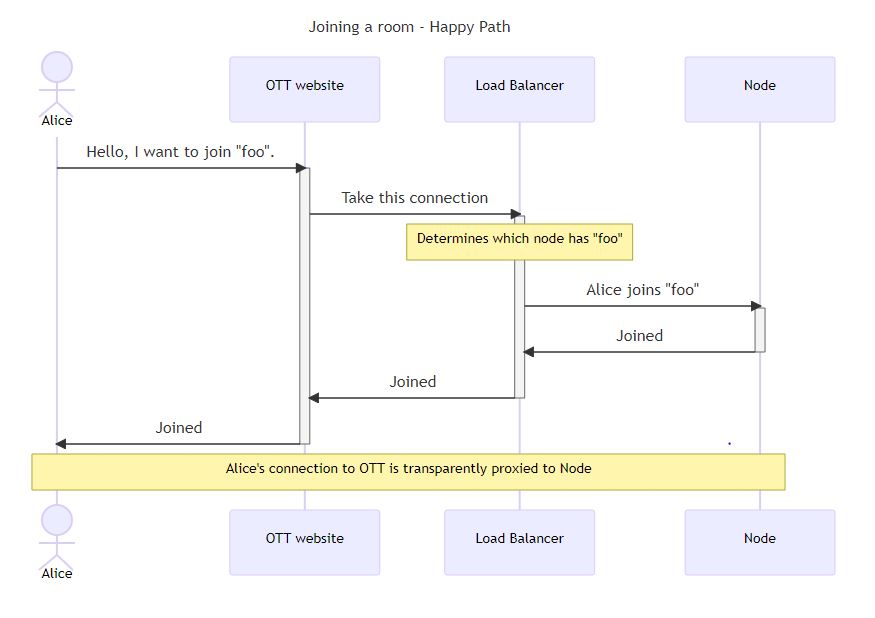 Joining a room - Happy Path
Alice
OTT website
Load Balancer
Node
Hello, I want to join "foo".
Take this connection
Determines which node has "foo"
Alice joins "foo"
Joined
Joined
Joined
Alice's connection to OTT is transparently proxied to Node
Alice
OTT website
Load Balancer
Node